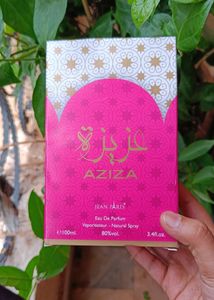 عزيزة
AZIZA
JEAN PARIS
Eau De Parfum
Vaporisateur - Natural Spray
℮100ml. 80%vol. 3.4fl.oz.